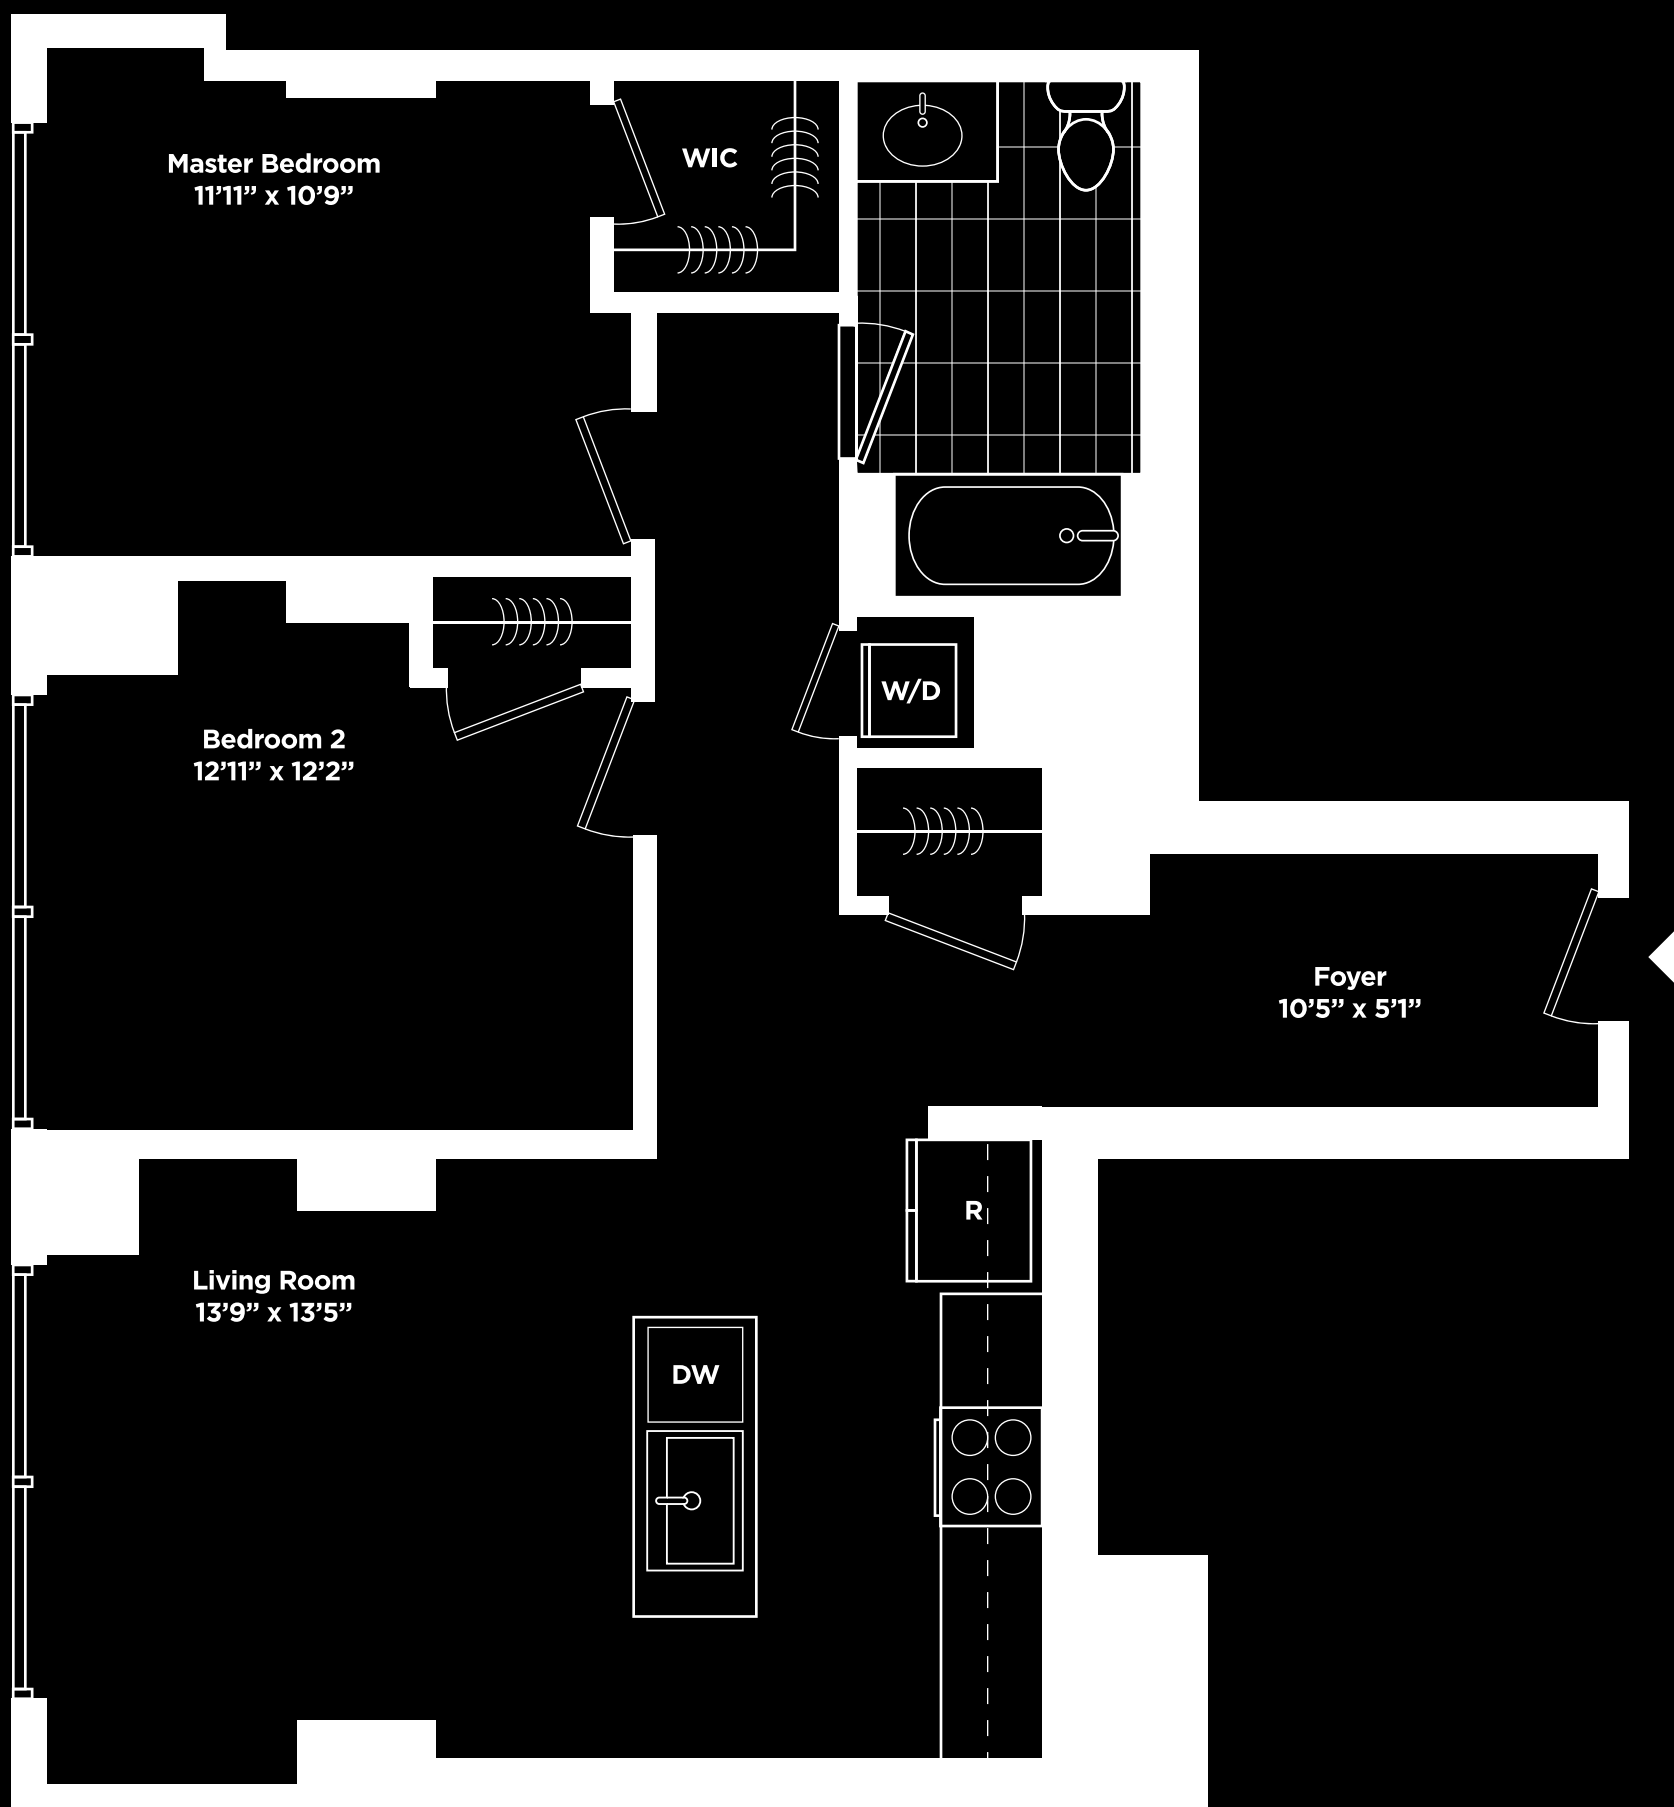 Master Bedroom
11’11” x 10’9”
WIC
Bedroom 2
12’11” x 12’2”
W/D
Foyer
10’5” x 5’1”
R
Living Room
13’9” x 13’5”
DW